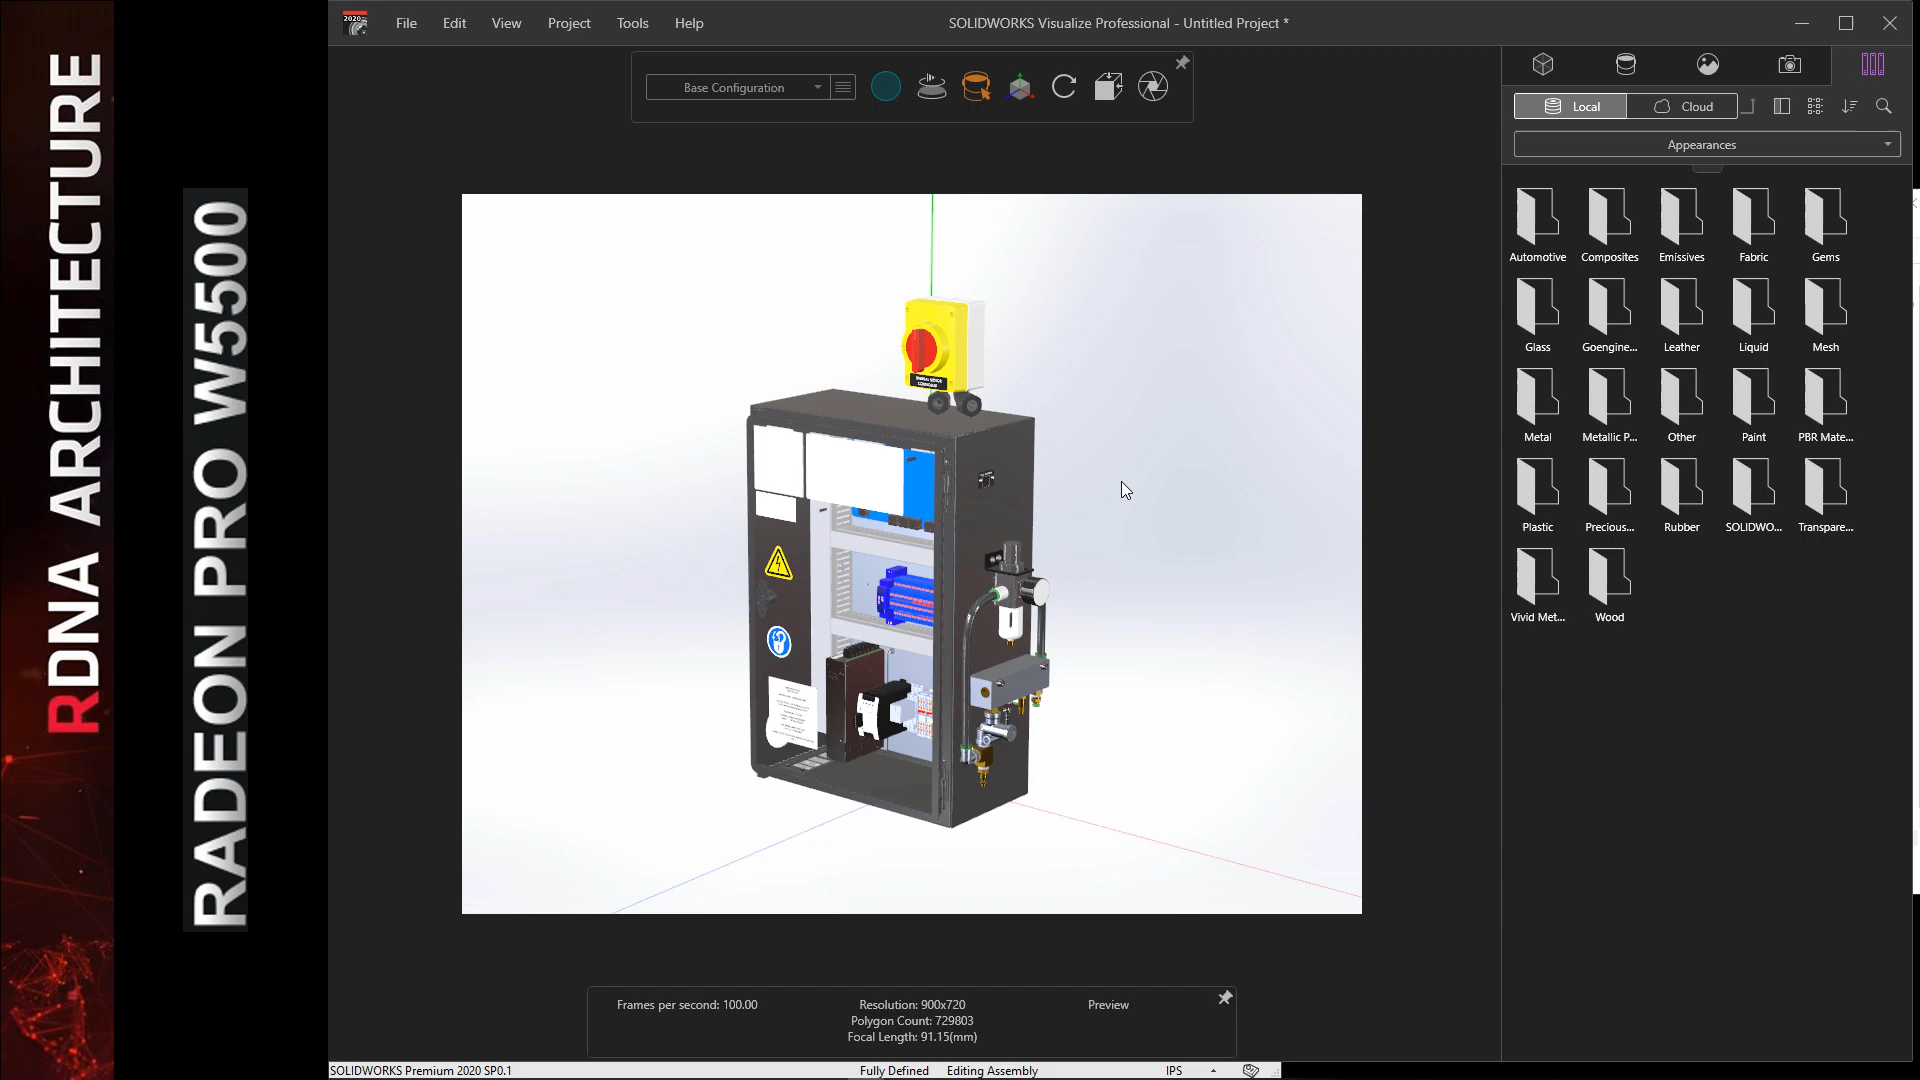 RDNA ARCHITECTURE
RADEON PRO W5500
2020
File Edit View Project Tools Help
SOLIDWORKS Visualize Professional - Untitled Project *
Base Configuration
Local
Cloud
Appearances
Automotive Composites Emissives Fabric Gems
Glass Goengine... Leather Liquid Mesh
Metal Metallic P... Other Paint PBR Mate...
Plastic Precious... Rubber SOLIDWO... Transpare...
Vivid Met... Wood
Frames per second: 100.00
Resolution: 900x720
Polygon Count: 729803
Focal Length: 91.15(mm)
Preview
SOLIDWORKS Premium 2020 SP0.1
Fully Defined
Editing Assembly
IPS